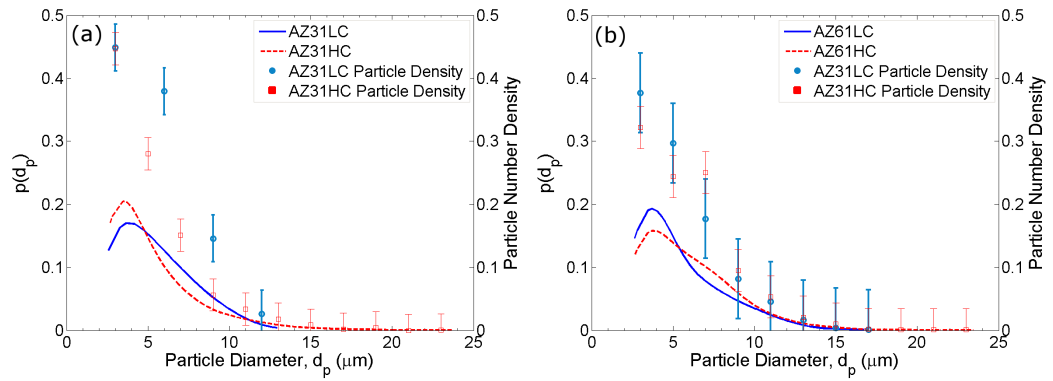 (a)
AZ31LC
AZ31HC
AZ31LC Particle Density
AZ31HC Particle Density
0.5
0.4
0.3
0.2
0.1
0
p(dp)
0.5
0.4
0.3
0.2
0.1
0
Particle Number Density
0 5 10 15 20 25
Particle Diameter, dp (μm)
(b)
AZ61LC
AZ61HC
AZ31LC Particle Density
AZ31HC Particle Density
0.5
0.4
0.3
0.2
0.1
0
p(dp)
0.5
0.4
0.3
0.2
0.1
0
Particle Number Density
0 5 10 15 20 25
Particle Diameter, dp (μm)